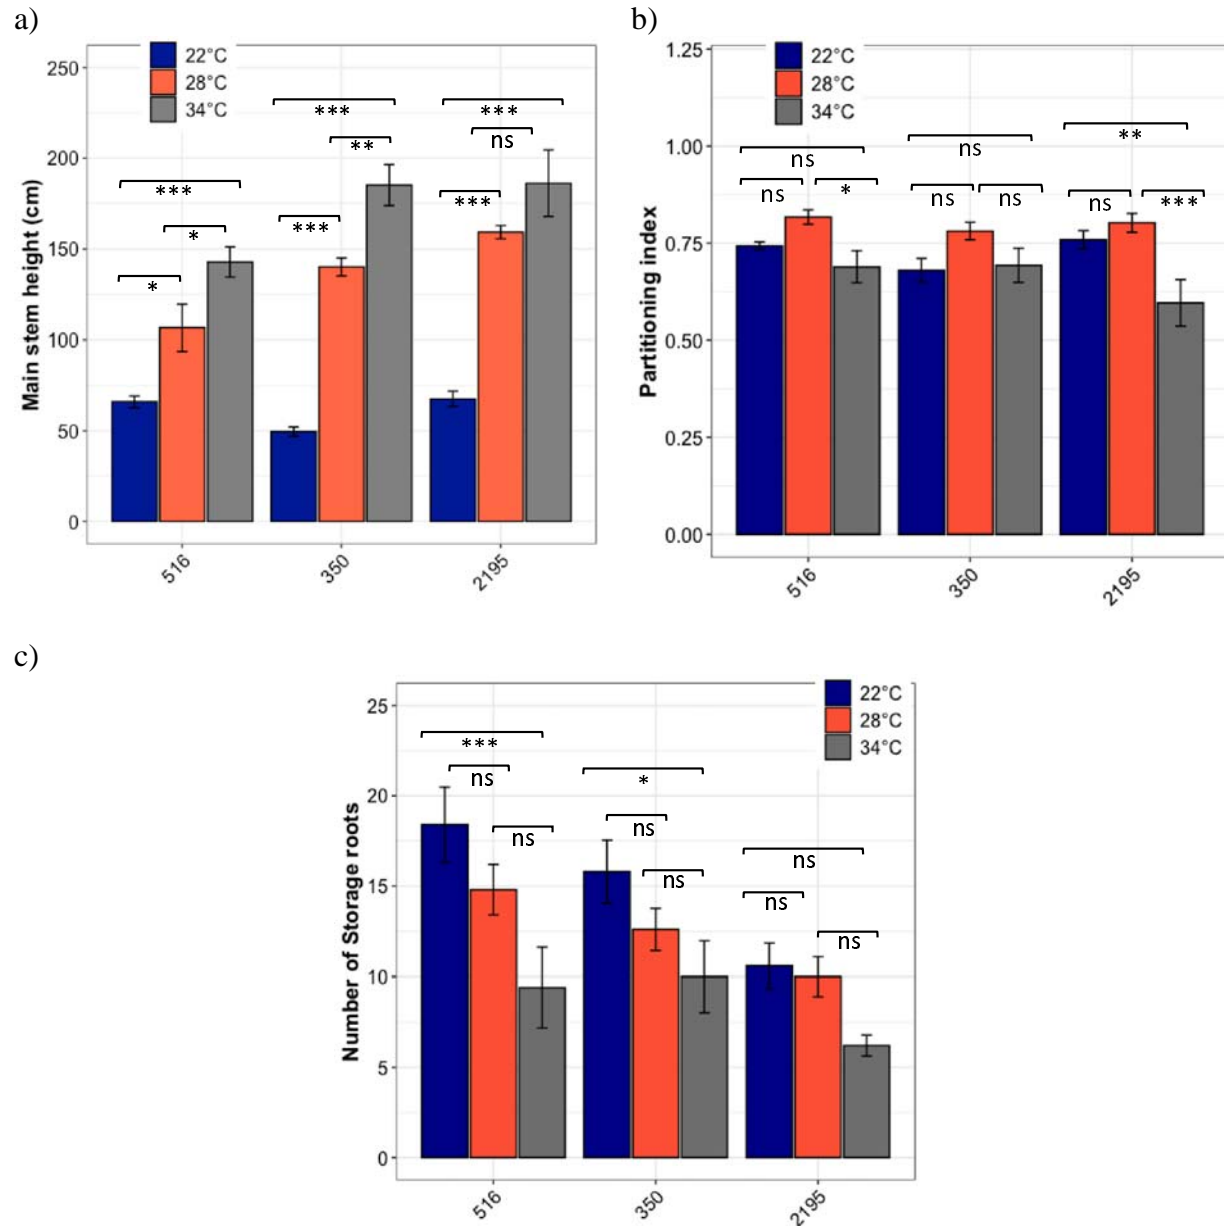 a)
22°C
28°C
34°C
Main stem height (cm)
250
200
150
100
50
0
***
*
*
***
**
***
***
ns
***
516
350
2195
b)
22°C
28°C
34°C
Partitioning index
1.25
1.00
0.75
0.50
0.25
0.00
ns
ns
*
ns
ns
ns
**
ns
***
516
350
2195
c)
22°C
28°C
34°C
Number of Storage roots
25
20
15
10
5
0
***
ns
ns
*
ns
ns
ns
ns
ns
516
350
2195